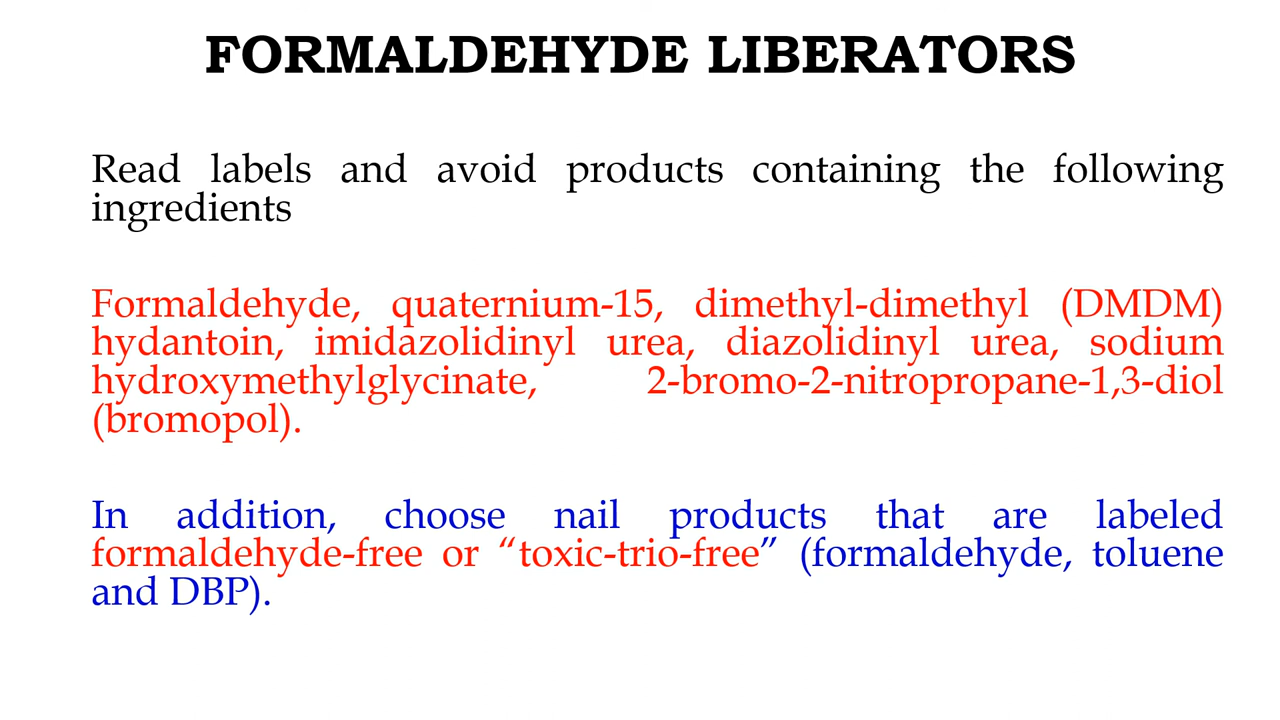 FORMALDEHYDE LIBERATORS
Read labels and avoid products containing the following
ingredients
Formaldehyde, quaternium-15, dimethyl-dimethyl (DMDM)
hydantoin, imidazolidinyl urea, diazolidinyl urea, sodium
hydroxymethylglycinate, 2-bromo-2-nitropropane-1,3-diol
(bromopol).
In addition, choose nail products that are labeled
formaldehyde-free or “toxic-trio-free” (formaldehyde, toluene
and DBP).